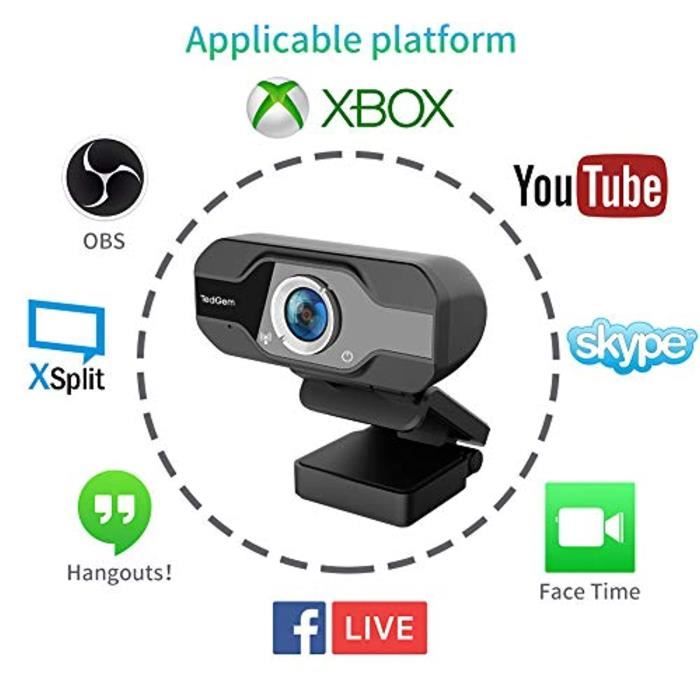 Applicable platform
XBOX
OBS
YouTube
TedGem
XSplit
skype
Hangouts!
Face Time
f LIVE